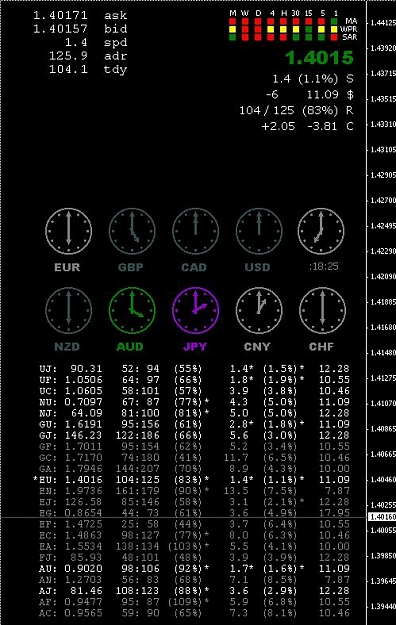 1.40171 ask
1.40157 bid
1.4 spd
125.9 adr
104.1 tdy
M W D 4 H 30 15 5 1
MA
WPR
SAR
1.4015
1.4 (1.1%) S
-6 11.09 $
104 / 125 (83%) R
+2.05 -3.81 C
EUR GBP CAD USD :18:25
NZD AUD JPY CNY CHF
UJ: 90.31 52: 94 (55%) 1.4* (1.5%)* 12.28
UF: 1.0506 64: 97 (66%) 1.8* (1.9%)* 10.55
UC: 1.0605 58:101 (57%) 3.9 (3.8%) 10.46
NU: 0.7097 67: 87 (77%)* 4.3 (5.0%) 11.09
NJ: 64.09 81:100 (81%)* 5.0 (5.0%) 12.28
GU: 1.6191 95:156 (61%) 2.8* (1.8%)* 11.09
GJ: 146.23 122:186 (66%) 5.6 (3.0%) 12.28
GF: 1.7011 95:154 (62%) 5.2 (3.4%) 10.55
GC: 1.7170 74:180 (41%) 11.7 (6.5%) 10.46
GA: 1.7946 144:207 (70%) 8.9 (4.3%) 10.00
*EU: 1.4016 104:125 (83%)* 1.4* (1.1%)* 11.09
EN: 1.9736 161:179 (90%)* 13.5 (7.5%) 7.87
EJ: 126.58 85:146 (58%) 3.1 (2.1%)* 12.28
EG: 0.8654 44: 73 (61%) 3.6 (4.9%) 17.95
EF: 1.4725 25: 58 (44%) 3.7 (6.4%) 10.55
EC: 1.4863 98:127 (77%)* 8.0 (6.3%) 10.46
EA: 1.5534 138:134 (103%)* 5.5 (4.1%) 10.00
CHFJ: 85.93 48:101 (48%) 3.9 (3.9%) 12.28
AU: 0.9020 98:106 (92%)* 1.7* (1.6%)* 11.09
AN: 1.2703 56: 83 (68%) 7.1 (8.5%) 7.87
AJ: 81.46 108:123 (88%)* 3.6 (2.9%) 12.28
AF: 0.9477 95: 87 (109%)* 5.9 (6.8%) 10.55
AC: 0.9565 59: 90 (65%) 7.3 (8.1%) 10.46
1.44125
1.43920
1.43715
1.43515
1.43310
1.43105
1.42905
1.42700
1.42495
1.42290
1.42090
1.41885
1.41680
1.41480
1.41275
1.41070
1.40865
1.40665
1.40460
1.40255
1.40160
1.40055
1.39850
1.39645
1.39440